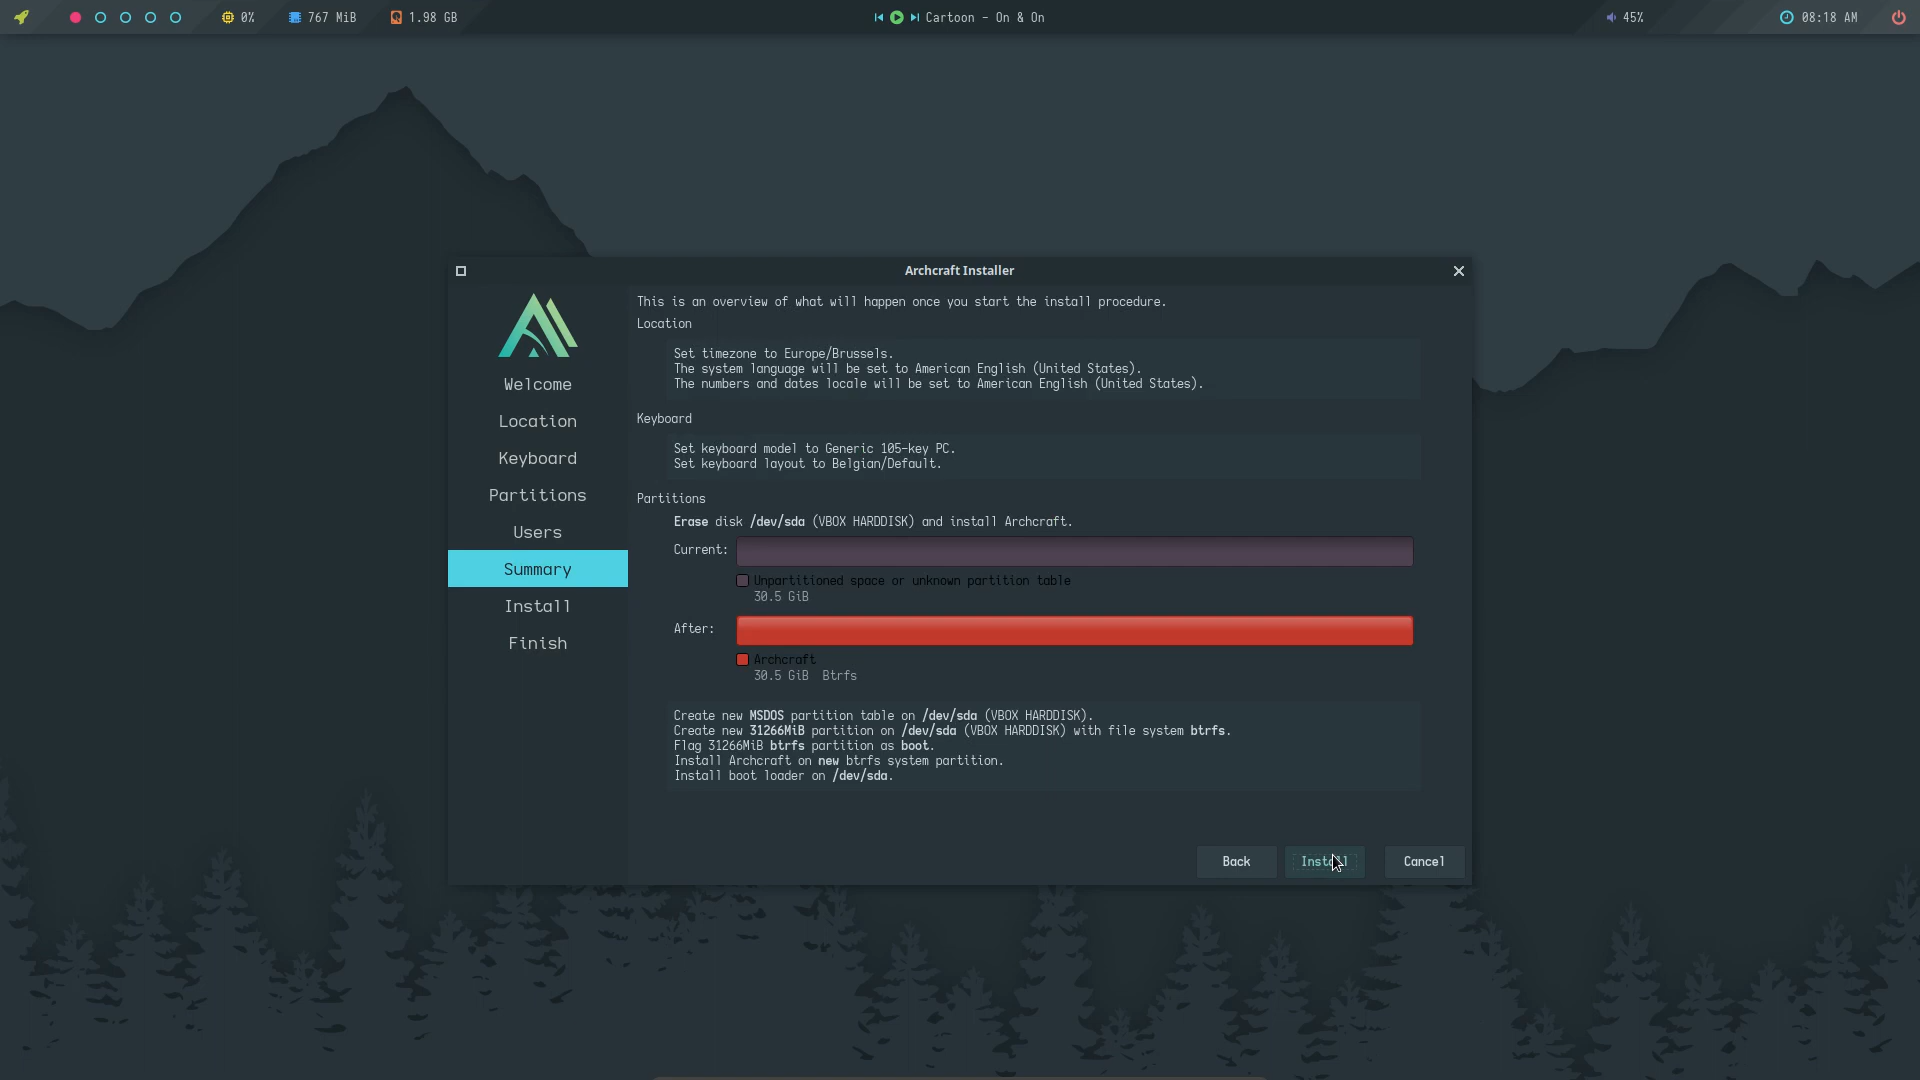 0% 767 MiB 1.98 GB Cartoon – On & On 45% 08:18 AM
Archcraft Installer
Welcome
Location
Keyboard
Partitions
Users
Summary
Install
Finish
This is an overview of what will happen once you start the install procedure.
Location
Set timezone to Europe/Brussels.
The system language will be set to American English (United States).
The numbers and dates locale will be set to American English (United States).
Keyboard
Set keyboard model to Generic 105-key PC.
Set keyboard layout to Belgian/Default.
Partitions
Erase disk /dev/sda (VBOX HARDDISK) and install Archcraft.
Current:
Unpartitioned space or unknown partition table
30.5 GiB
After:
Archcraft
30.5 GiB Btrfs
Create new MSDOS partition table on /dev/sda (VBOX HARDDISK).
Create new 31266MiB partition on /dev/sda (VBOX HARDDISK) with file system btrfs.
Flag 31266MiB btrfs partition as boot.
Install Archcraft on new btrfs system partition.
Install boot loader on /dev/sda.
Back Install Cancel